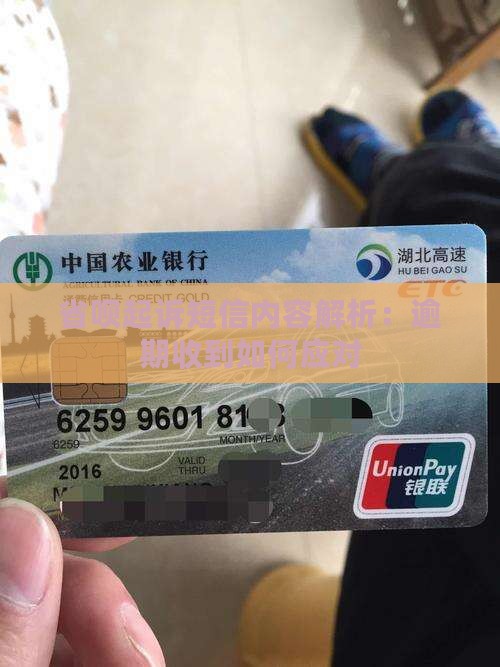 中国农业银行
AGRICULTURAL BANK OF CHINA
CREDIT GOLD
湖北高速
HU BEI GAO SU
ETC
起诉短信内容解析：逾
期收到如何应对
6259 9601 81
6259
MONTH/YEAR
2016
VALID
THRU
M
UnionPay
银联